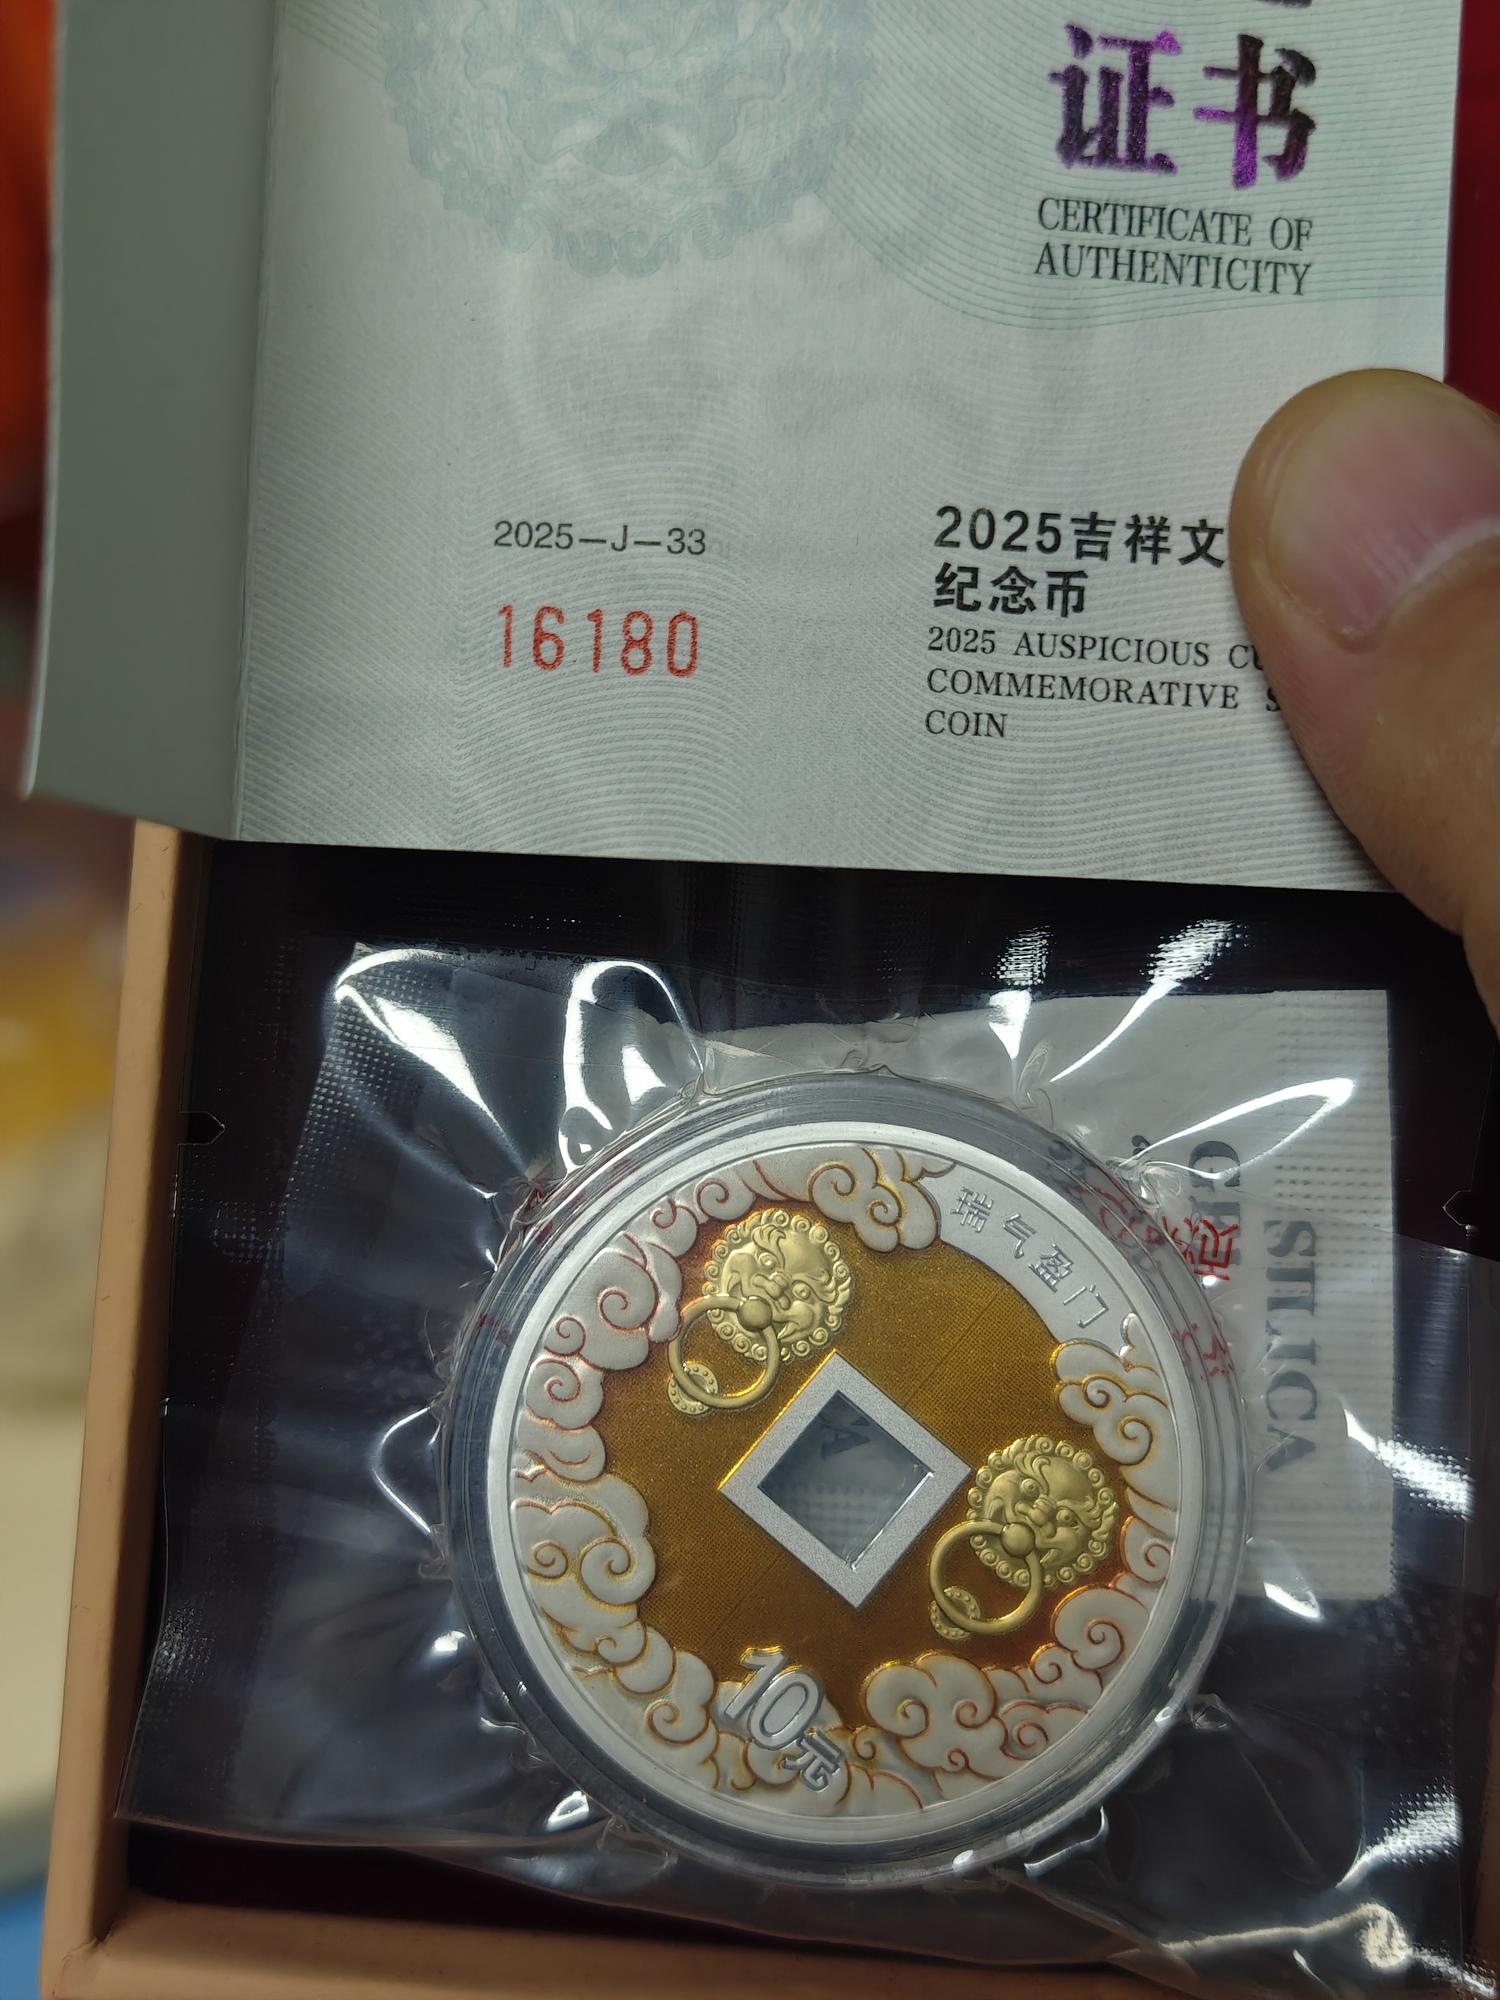 证书
CERTIFICATE OF
AUTHENTICITY
2025-J-33
16180
2025吉祥文
纪念币
2025 AUSPICIOUS CU
COMMEMORATIVE S
COIN
瑞气盈门
10元
SILICA
GEL